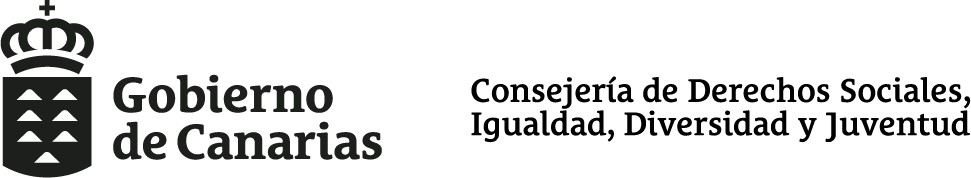 Gobierno
de Canarias
Consejería de Derechos Sociales,
Igualdad, Diversidad y Juventud